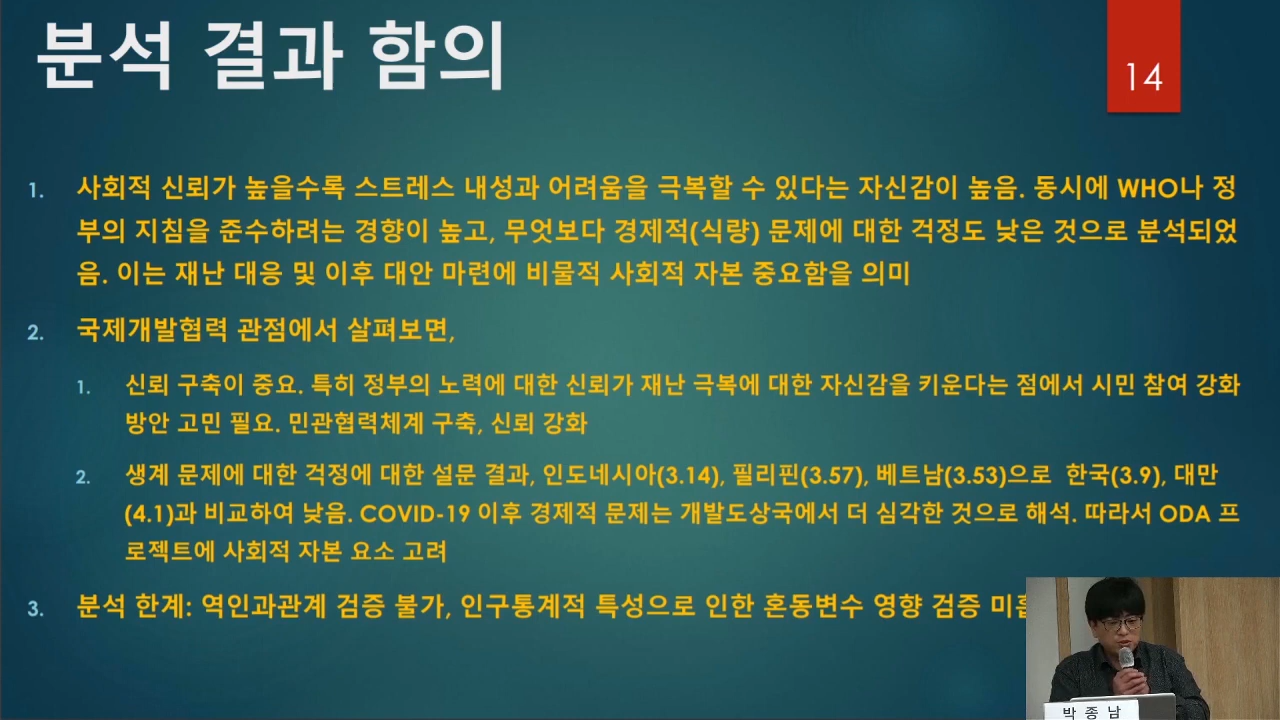 분석 결과 함의
14
1. 사회적 신뢰가 높을수록 스트레스 내성과 어려움을 극복할 수 있다는 자신감이 높음. 동시에 WHO나 정
부의 지침을 준수하려는 경향이 높고, 무엇보다 경제적(식량) 문제에 대한 걱정도 낮은 것으로 분석되었
음. 이는 재난 대응 및 이후 대안 마련에 비물적 사회적 자본 중요함을 의미
2. 국제개발협력 관점에서 살펴보면,
1. 신뢰 구축이 중요. 특히 정부의 노력에 대한 신뢰가 재난 극복에 대한 자신감을 키운다는 점에서 시민 참여 강화
방안 고민 필요. 민관협력체계 구축, 신뢰 강화
2. 생계 문제에 대한 걱정에 대한 설문 결과, 인도네시아(3.14), 필리핀(3.57), 베트남(3.53)으로 한국(3.9), 대만
(4.1)과 비교하여 낮음. COVID-19 이후 경제적 문제는 개발도상국에서 더 심각한 것으로 해석. 따라서 ODA 프
로젝트에 사회적 자본 요소 고려
3. 분석 한계: 역인과관계 검증 불가, 인구통계적 특성으로 인한 혼동변수 영향 검증
박 종 남